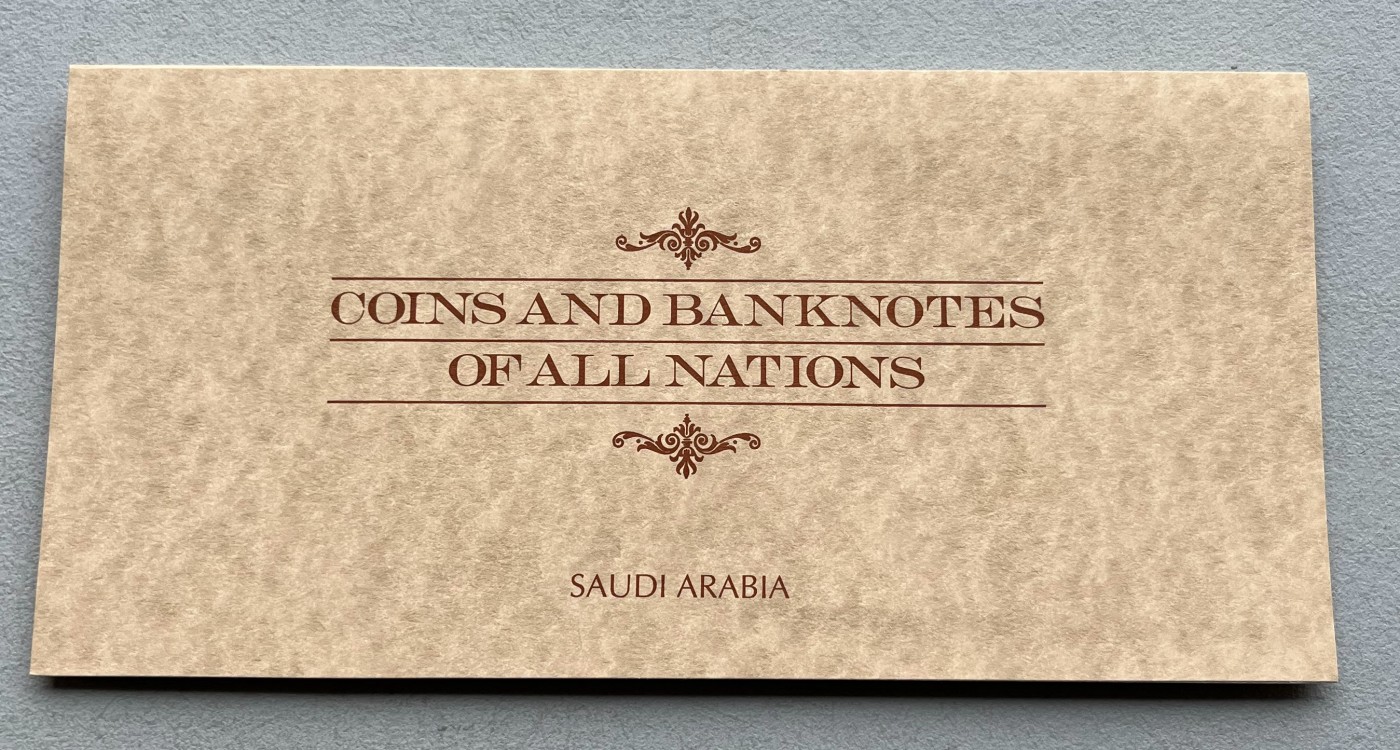 COINS AND BANKNOTES
OF ALL NATIONS
SAUDI ARABIA